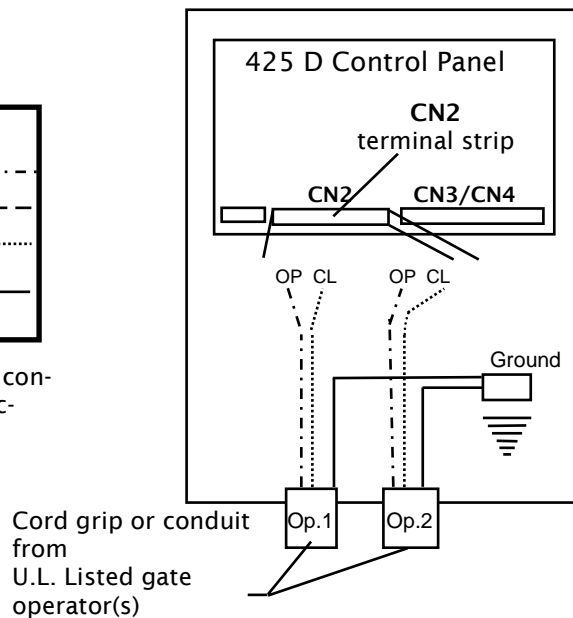 425 D Control Panel
CN2
terminal strip
CN2 CN3/CN4
OP CL OP CL
con-
c-
Ground
Op.1 Op.2
Cord grip or conduit
from
U.L. Listed gate
operator(s)